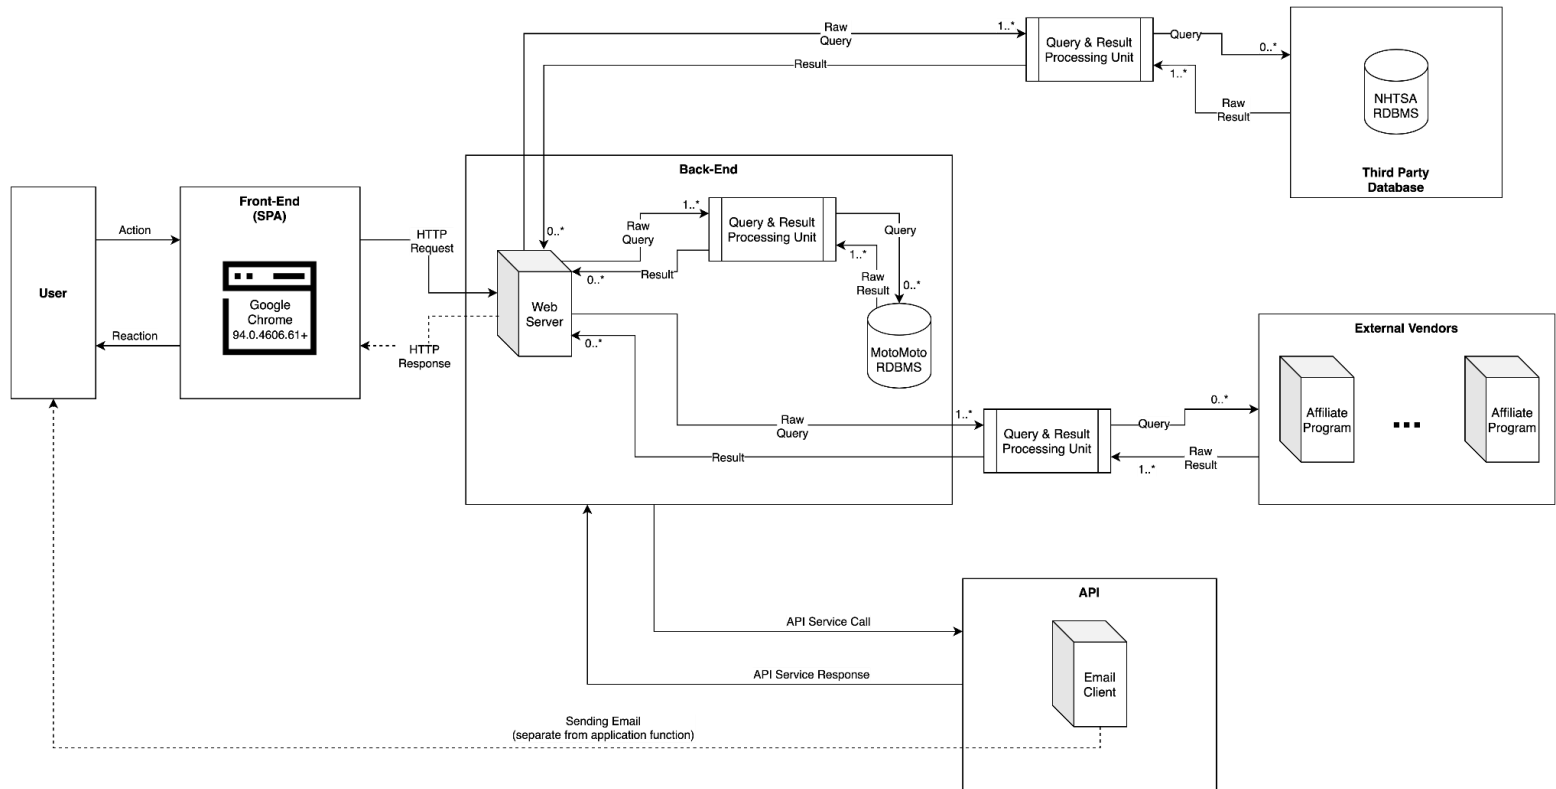 Raw
Query
1..*
Query & Result
Processing Unit
Query
0..*
Result
1..*
Raw
Result
NHTSA
RDBMS
Third Party
Database
Back-End
User
Action
Reaction
Front-End
(SPA)
Google
Chrome
94.0.4606.61+
HTTP
Request
HTTP
Response
0..*
Web
Server
Raw
Query
1..*
Query & Result
Processing Unit
Result
0..*
Query
1..*
Raw
Result
0..*
MotoMoto
RDBMS
0..*
Raw
Query
1..*
Result
Query & Result
Processing Unit
Query
0..*
Raw
Result
1..*
External Vendors
Affiliate
Program
...
Affiliate
Program
API Service Call
API Service Response
API
Email
Client
Sending Email
(separate from application function)